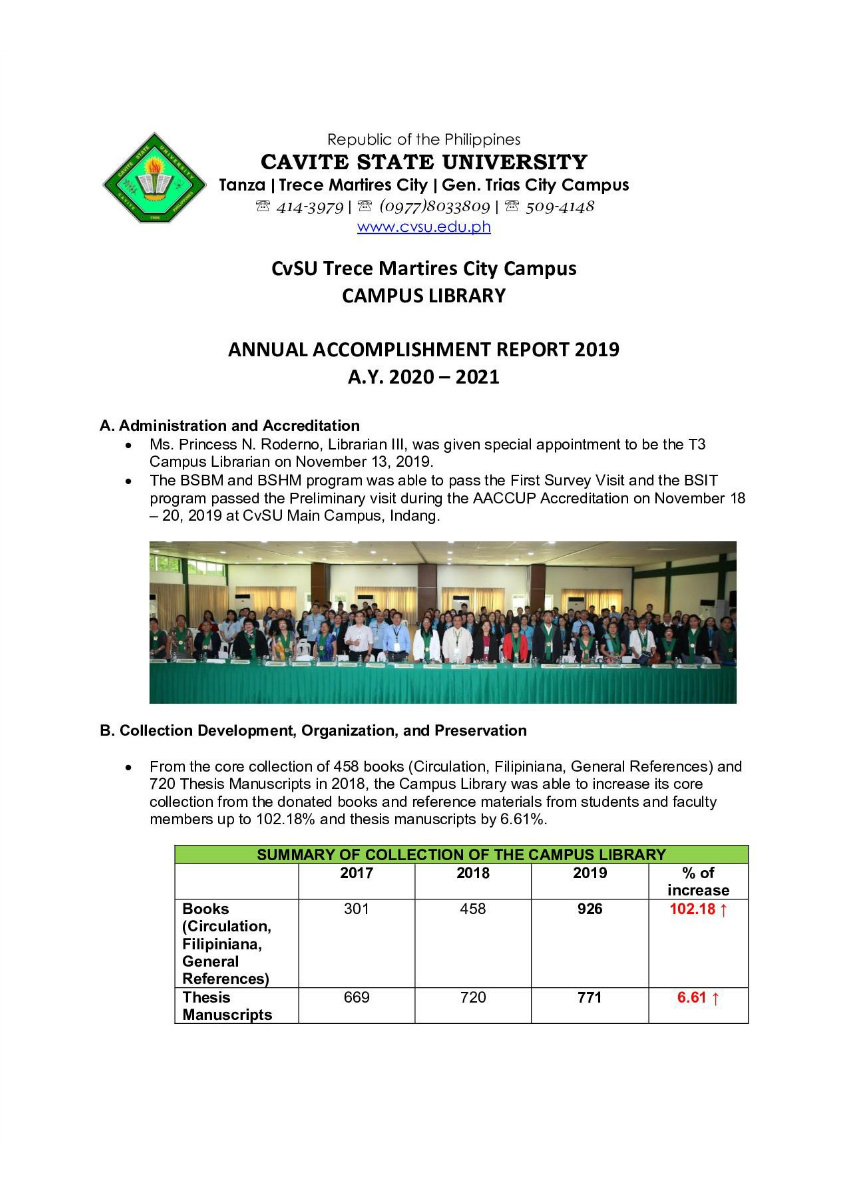 Republic of the Philippines
CAVITE STATE UNIVERSITY
Tanza | Trece Martires City | Gen. Trias City Campus
☏ 414-3979 | ☏ (0977)8033809 | ☏ 509-4148
www.cvsu.edu.ph
CAVITE STATE UNIVERSITY
CAVITE
PHILIPPINES
1906
CvSU Trece Martires City Campus
CAMPUS LIBRARY
ANNUAL ACCOMPLISHMENT REPORT 2019
A.Y. 2020 – 2021
A. Administration and Accreditation
• Ms. Princess N. Roderno, Librarian III, was given special appointment to be the T3
Campus Librarian on November 13, 2019.
• The BSBM and BSHM program was able to pass the First Survey Visit and the BSIT
program passed the Preliminary visit during the AACCUP Accreditation on November 18
– 20, 2019 at CvSU Main Campus, Indang.
B. Collection Development, Organization, and Preservation
• From the core collection of 458 books (Circulation, Filipiniana, General References) and
720 Thesis Manuscripts in 2018, the Campus Library was able to increase its core
collection from the donated books and reference materials from students and faculty
members up to 102.18% and thesis manuscripts by 6.61%.
SUMMARY OF COLLECTION OF THE CAMPUS LIBRARY
2017 2018 2019 % of
increase
Books 301 458 926 102.18 ↑
(Circulation,
Filipiniana,
General
References)
Thesis 669 720 771 6.61 ↑
Manuscripts